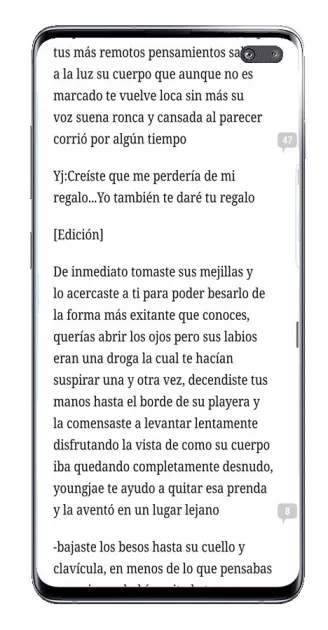 tus más remotos pensamientos
a la luz su cuerpo que aunque no es
marcado te vuelve loca sin más su
voz suena ronca y cansada al parecer
corrió por algún tiempo
47
Yj:Creíste que me perdería de mi
regalo...Yo también te daré tu regalo
[Edición]
De inmediato tomaste sus mejillas y
lo acercaste a ti para poder besarlo de
la forma más exitante que conoces,
querías abrir los ojos pero sus labios
eran una droga la cual te hacían
suspirar una y otra vez, decendiste tus
manos hasta el borde de su playera y
la comensaste a levantar lentamente
disfrutando la vista de como su cuerpo
iba quedando completamente desnudo,
youngjae te ayudo a quitar esa prenda
y la aventó en un lugar lejano
8
-bajaste los besos hasta su cuello y
clavícula, en menos de lo que pensabas